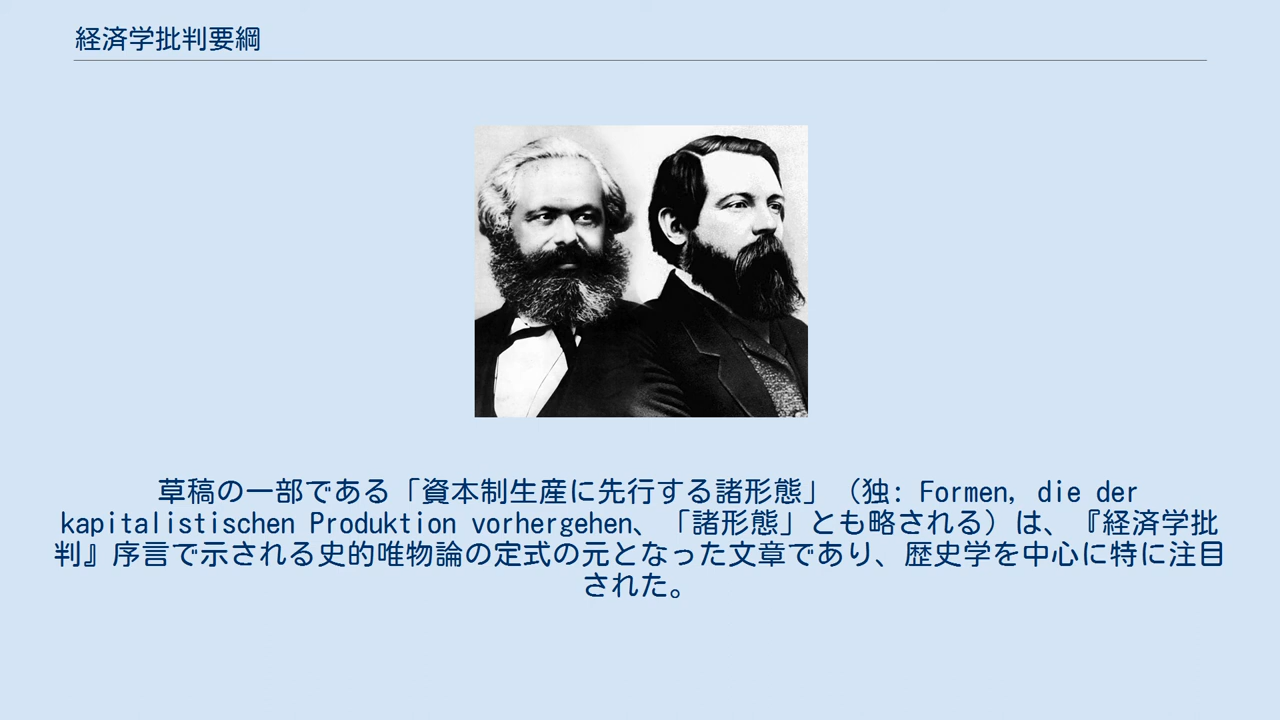 経済学批判要綱
草稿の一部である「資本制生産に先行する諸形態」（独: Formen, die der
kapitalistischen Produktion vorhergehen、「諸形態」とも略される）は、『経済学批
判』序言で示される史的唯物論の定式の元となった文章であり、歴史学を中心に特に注目
された。